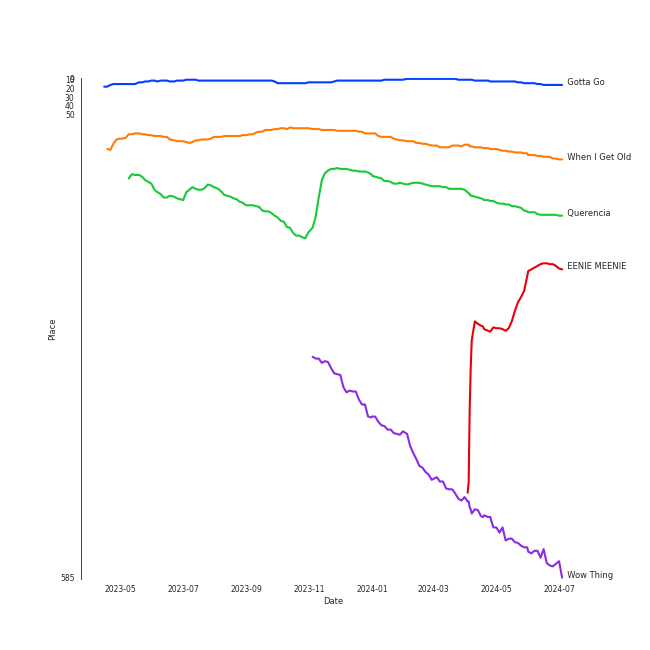 0
10
20
30
40
50
585
Place
Gotta Go
When I Get Old
Querencia
EENIE MEENIE
Wow Thing
2023-05 2023-07 2023-09 2023-11 2024-01 2024-03 2024-05 2024-07
Date